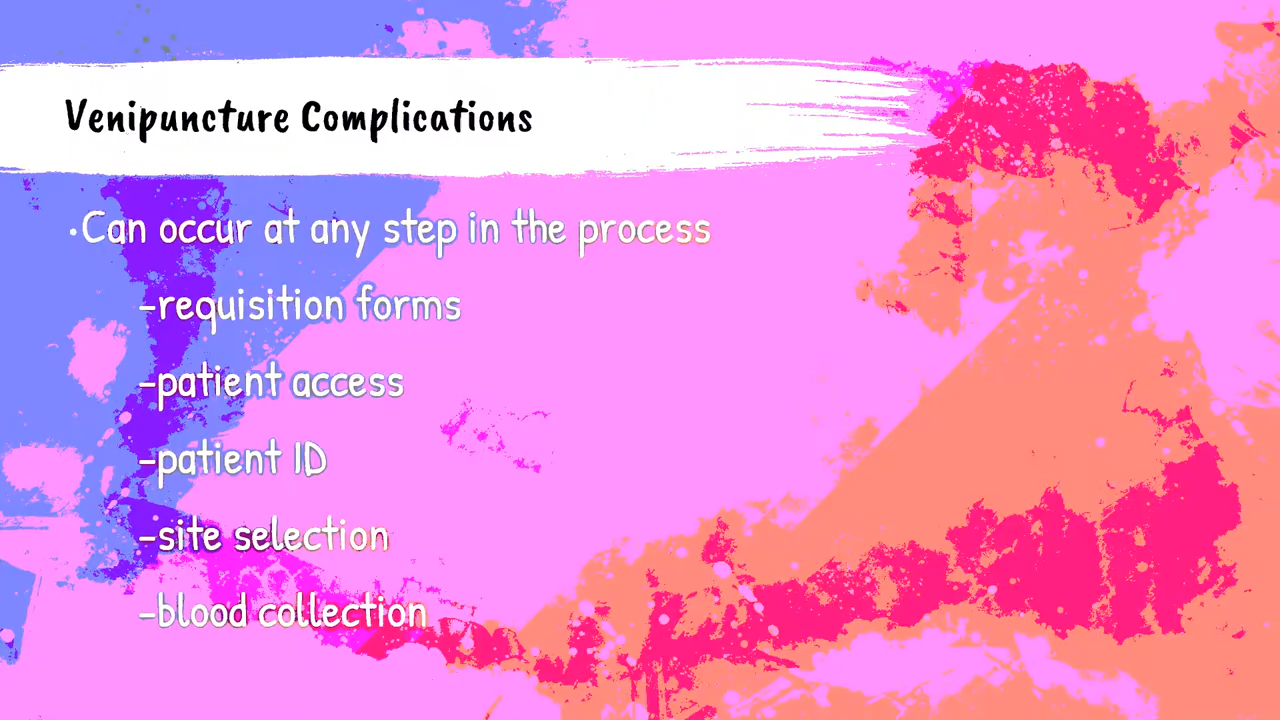 Venipuncture Complications
•Can occur at any step in the process
-requisition forms
-patient access
-patient ID
-site selection
-blood collection